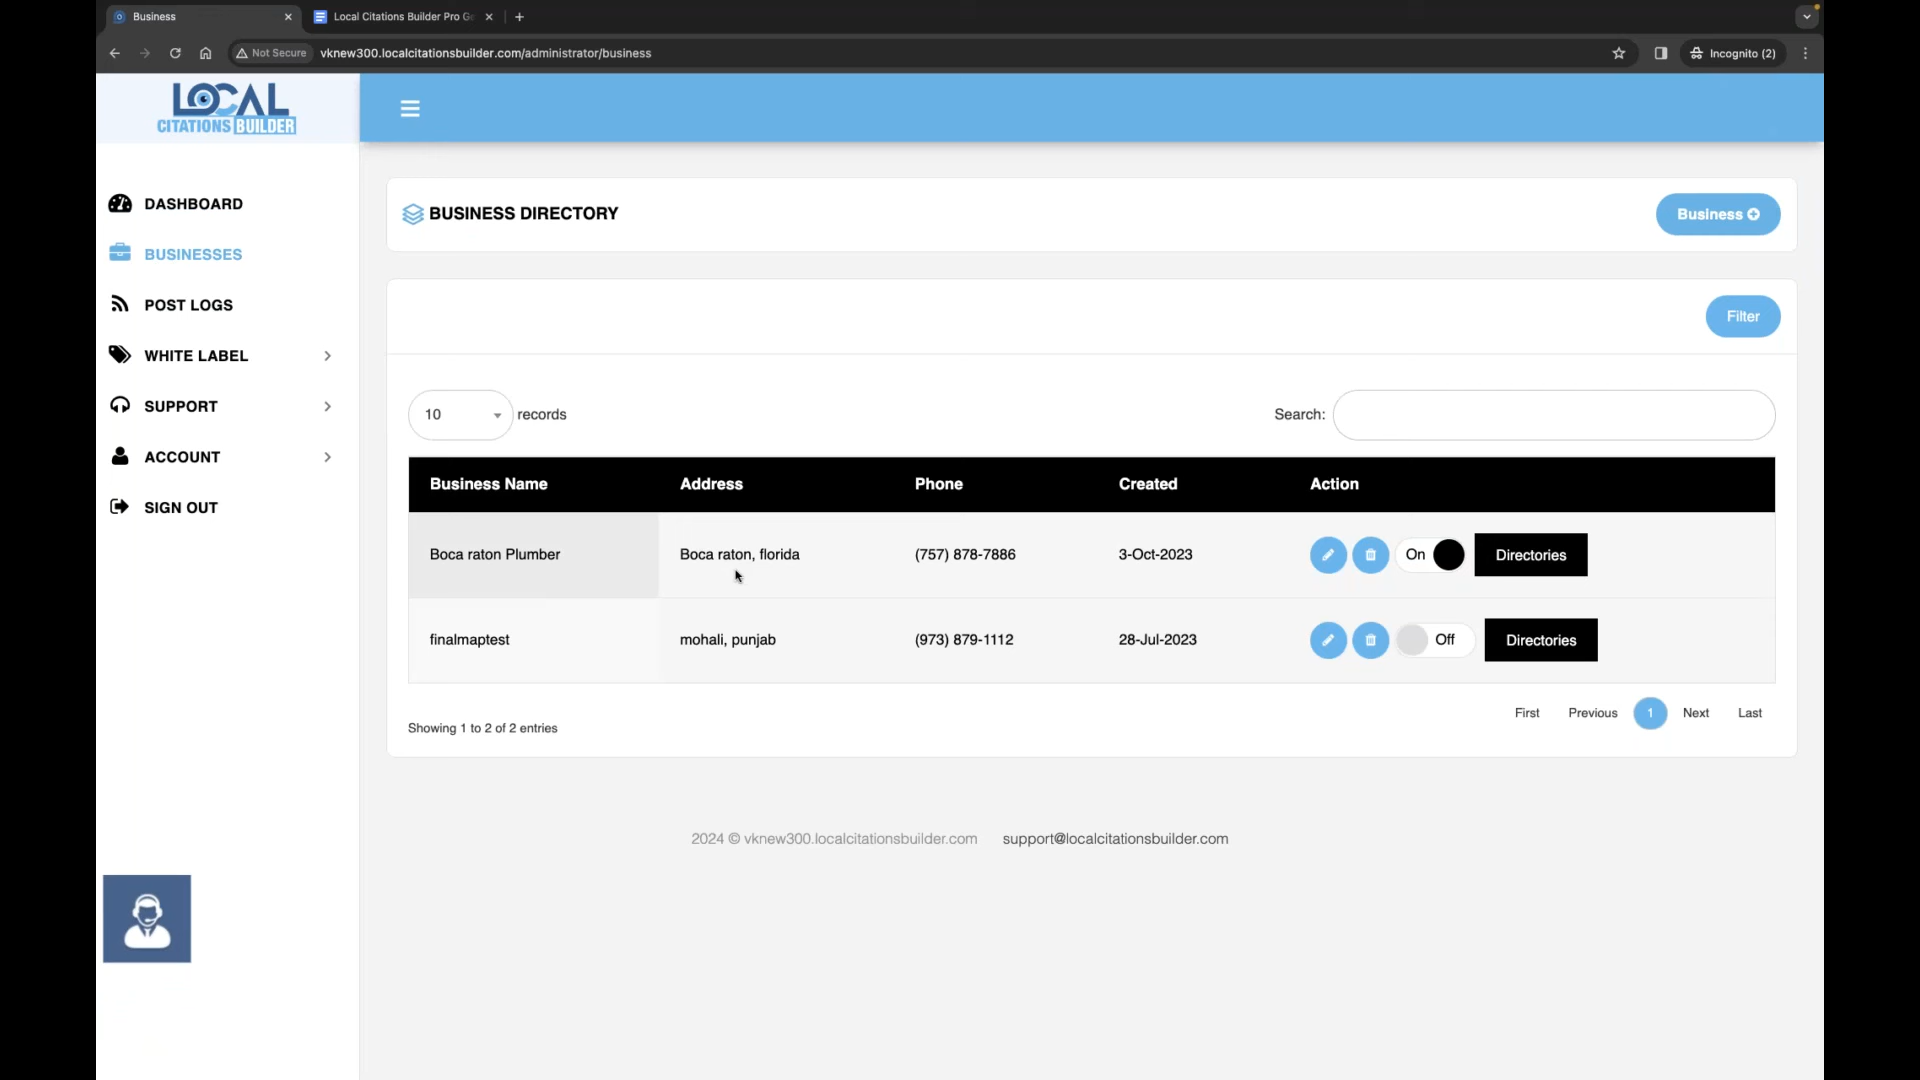 Business
Local Citations Builder Pro Ge
Not Secure
vknew300.localcitationsbuilder.com/administrator/business
Incognito (2)
LOCAL
CITATIONS BUILDER
DASHBOARD
BUSINESSES
POST LOGS
WHITE LABEL
SUPPORT
ACCOUNT
SIGN OUT
BUSINESS DIRECTORY
Business
Filter
10 records
Search:
Business Name Address Phone Created Action
Boca raton Plumber Boca raton, florida (757) 878-7886 3-Oct-2023 On Directories
finalmaptest mohali, punjab (973) 879-1112 28-Jul-2023 Off Directories
First Previous 1 Next Last
Showing 1 to 2 of 2 entries
2024 © vknew300.localcitationsbuilder.com support@localcitationsbuilder.com